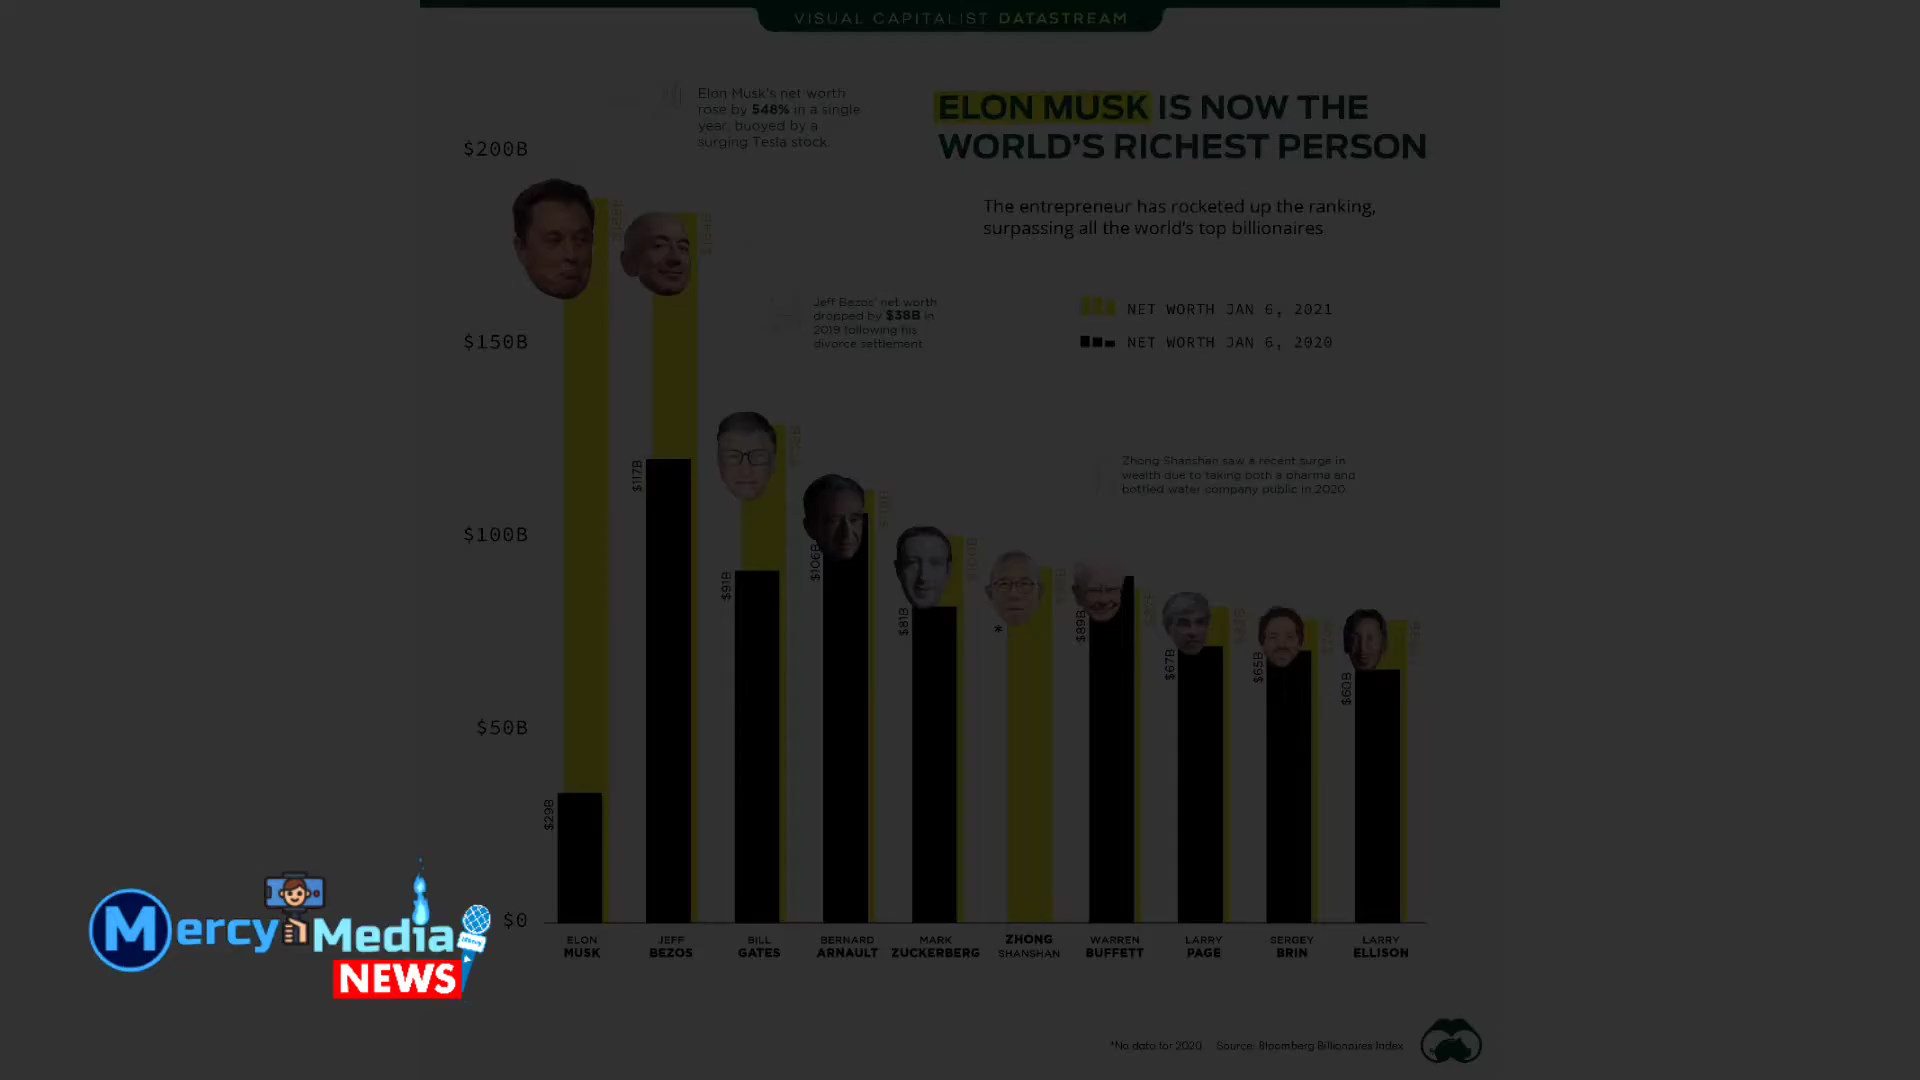 VISUAL CAPITALIST DATASTREAM
Elon Musk's net worth
rose by 548% in a single
year, buoyed by a
surging Tesla stock.
ELON MUSK IS NOW THE
WORLD'S RICHEST PERSON
The entrepreneur has rocketed up the ranking,
surpassing all the world's top billionaires
NET WORTH JAN 6, 2021
NET WORTH JAN 6, 2020
Jeff Bezos' net worth
dropped by $38B in
2019 following his
divorce settlement
Zhong Shanshan saw a recent surge in
wealth due to taking both a pharma and
bottled water company public in 2020.
$200B
$150B
$100B
$50B
$0
$29B
$117B
$91B
$106B
$81B
*
$89B
$67B
$65B
$60B
ELON
MUSK
JEFF
BEZOS
BILL
GATES
BERNARD
ARNAULT
MARK
ZUCKERBERG
ZHONG
SHANSHAN
WARREN
BUFFETT
LARRY
PAGE
SERGEY
BRIN
LARRY
ELLISON
*No data for 2020 Source: Bloomberg Billionaires Index
Mercy Media
NEWS